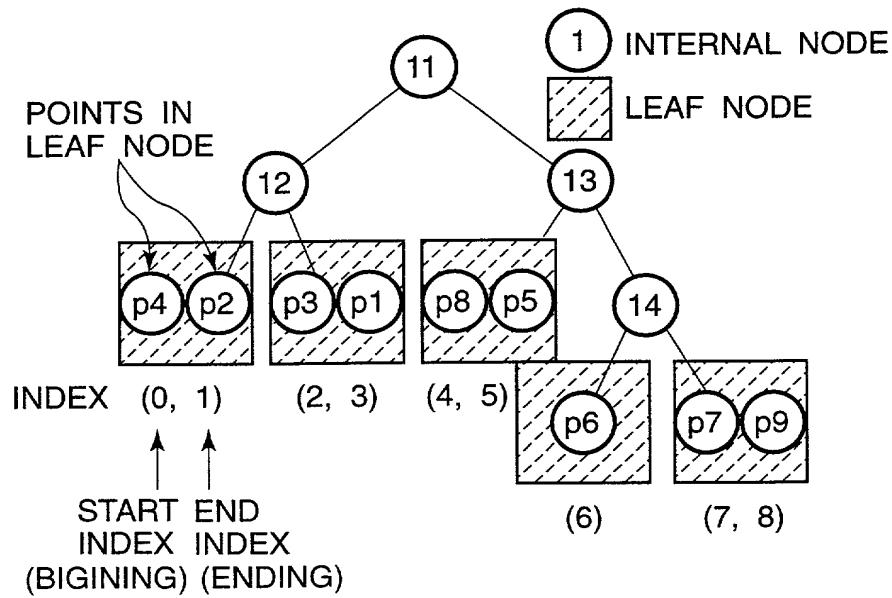 1 INTERNAL NODE
LEAF NODE
11
POINTS IN
LEAF NODE
12
13
p4 p2 p3 p1 p8 p5 14
INDEX (0, 1) (2, 3) (4, 5)
p6 p7 p9
(6) (7, 8)
START END
INDEX INDEX
(BIGINING) (ENDING)